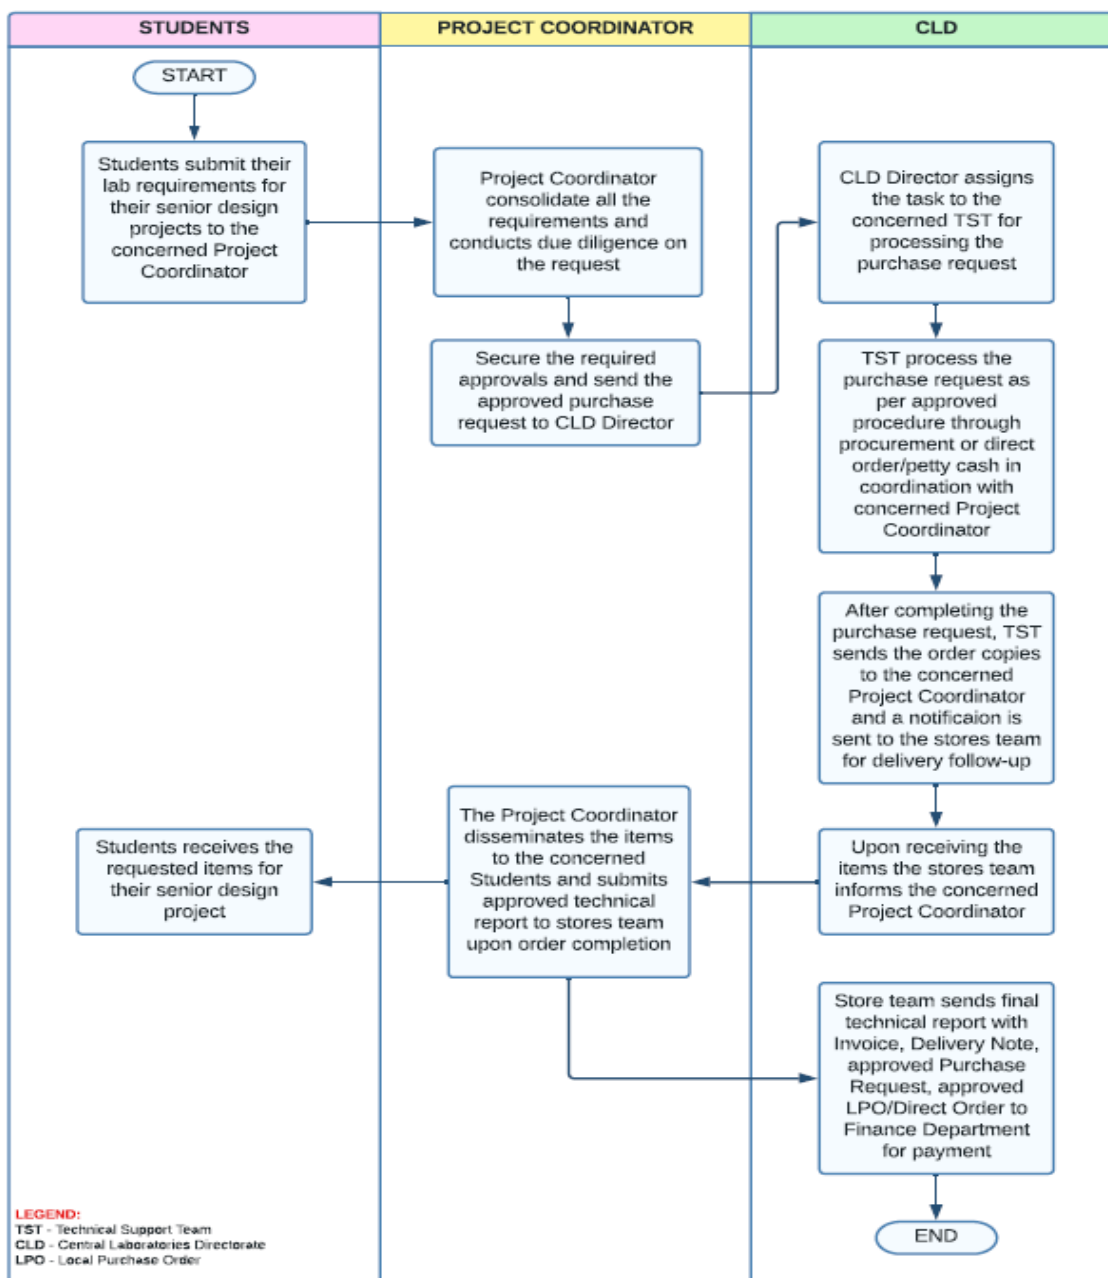 STUDENTS
PROJECT COORDINATOR
CLD
START
Students submit their
lab requirements for
their senior design
projects to the
concerned Project
Coordinator
Project Coordinator
consolidate all the
requirements and
conducts due diligence on
the request
CLD Director assigns
the task to the
concerned TST for
processing the
purchase request
Secure the required
approvals and send the
approved purchase
request to CLD Director
TST process the
purchase request as
per approved
procedure through
procurement or direct
order/petty cash in
coordination with
concerned Project
Coordinator
After completing the
purchase request, TST
sends the order copies
to the concerned
Project Coordinator
and a notificaion is
sent to the stores team
for delivery follow-up
Upon receiving the
items the stores team
informs the concerned
Project Coordinator
The Project Coordinator
disseminates the items
to the concerned
Students and submits
approved technical
report to stores team
upon order completion
Students receives the
requested items for
their senior design
project
Store team sends final
technical report with
Invoice, Delivery Note,
approved Purchase
Request, approved
LPO/Direct Order to
Finance Department
for payment
END
LEGEND:
TST - Technical Support Team
CLD - Central Laboratories Directorate
LPO - Local Purchase Order